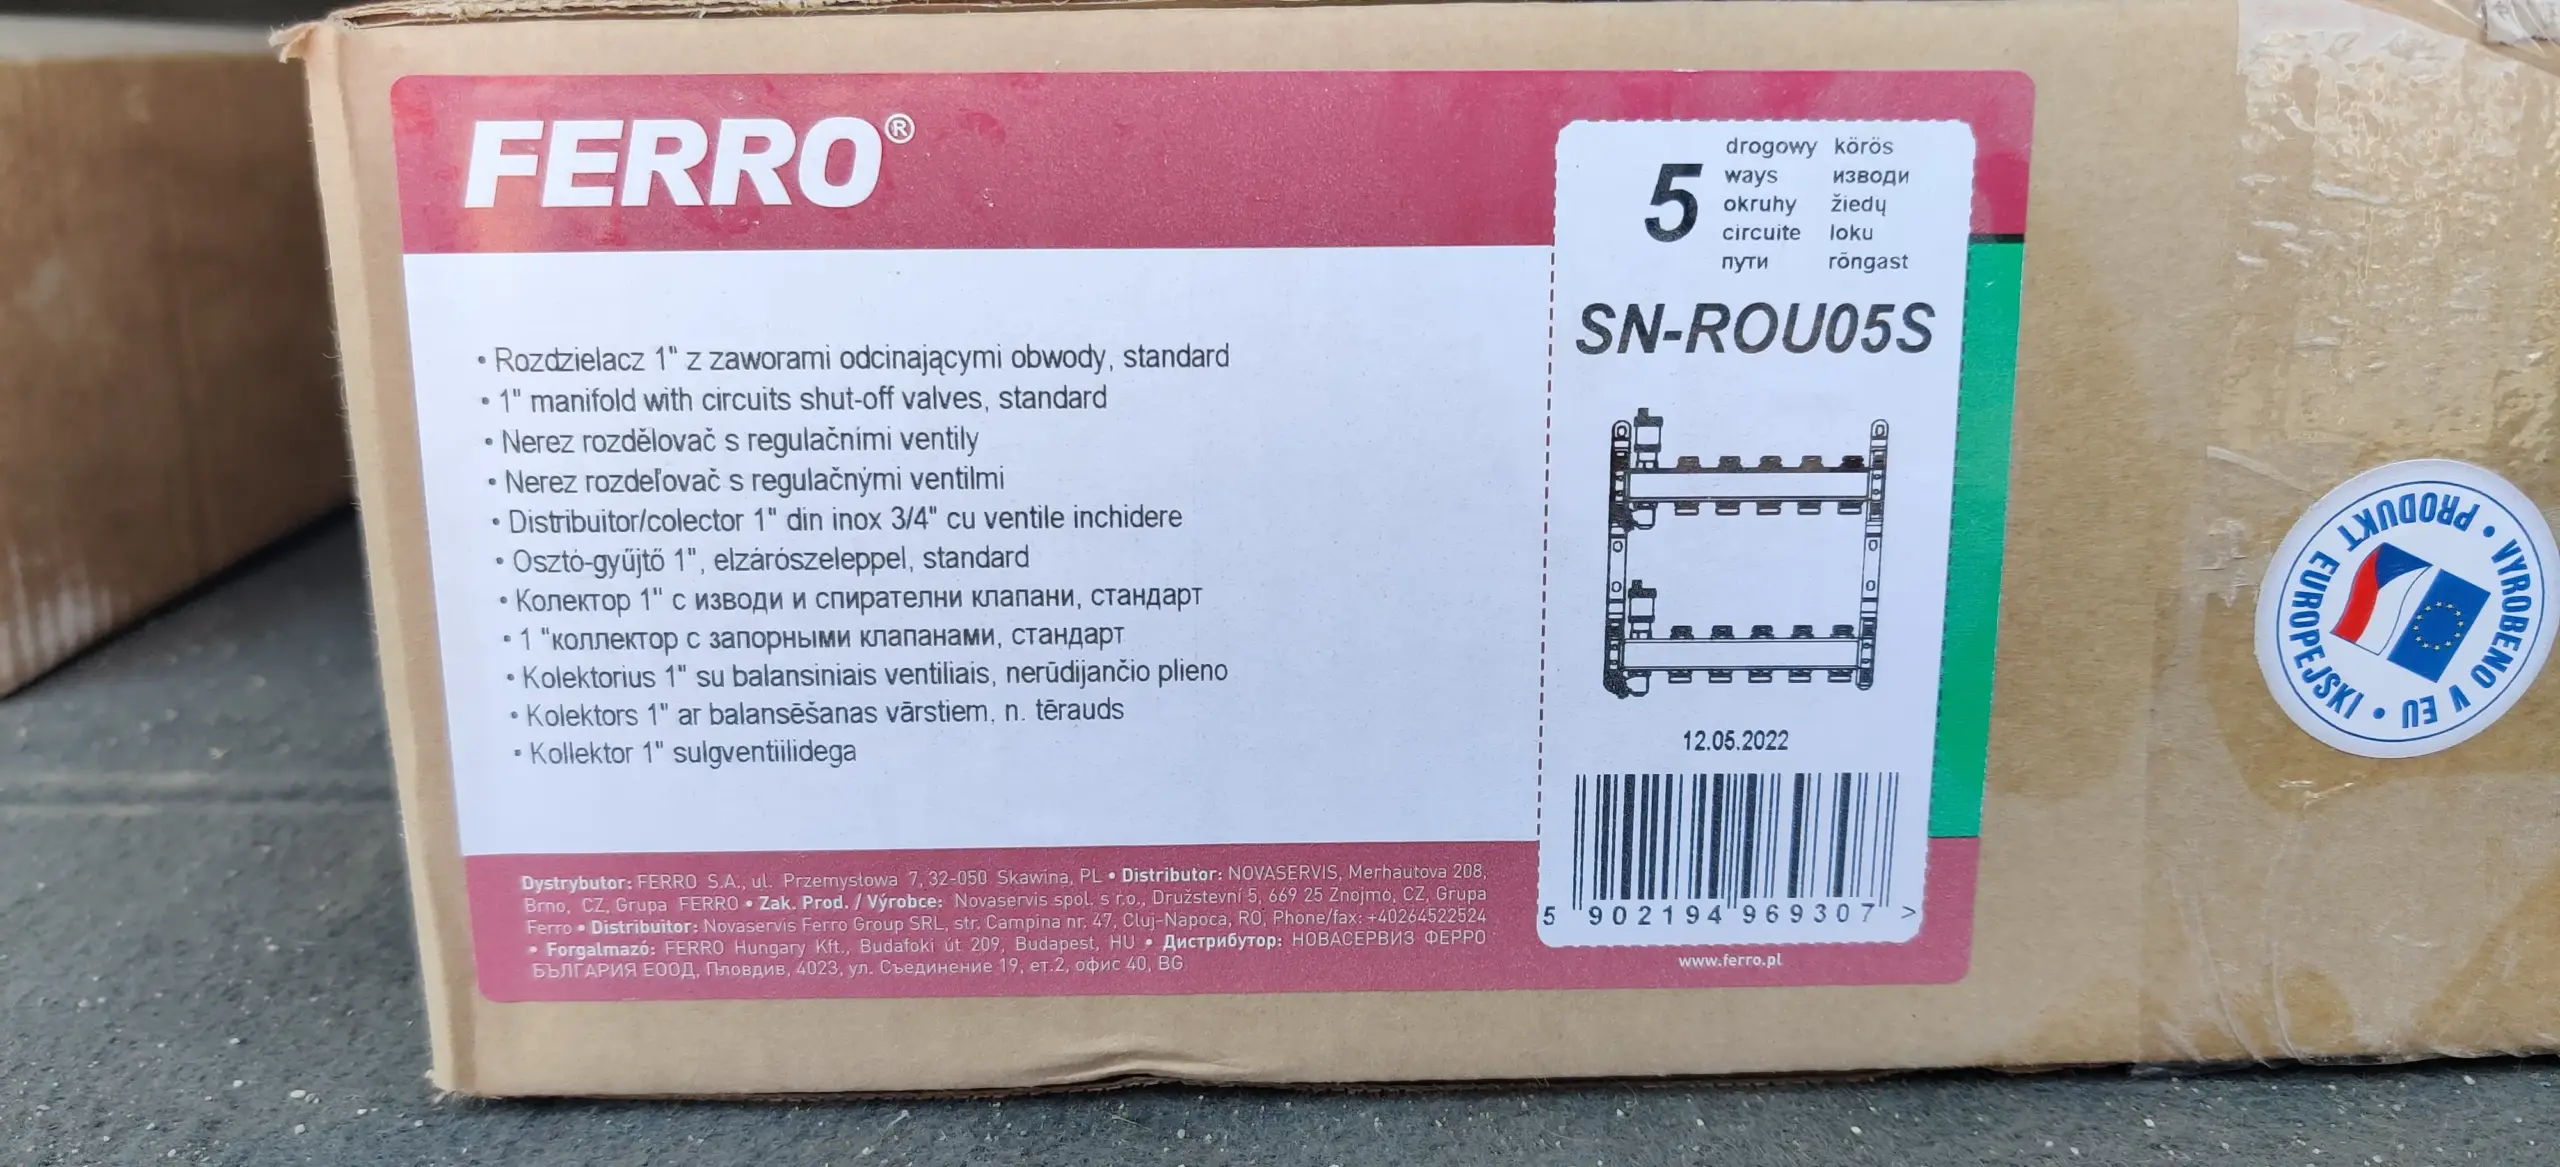 FERRO®
5
drogowy körös
ways изводи
okruhy žiedų
circuite loku
пути rõngast
SN-ROU05S
• Rozdzielacz 1" z zaworami odcinającymi obwody, standard
• 1" manifold with circuits shut-off valves, standard
• Nerez rozdělovač s regulačními ventily
• Nerez rozdeľovač s regulačnými ventilmi
• Distribuitor/colector 1" din inox 3/4" cu ventile inchidere
• Osztó-gyűjtő 1", elzárószeleppel, standard
• Колектор 1" с изводи и спирателни клапани, стандарт
• 1 "коллектор с запорными клапанами, стандарт
• Kolektorius 1" su balansiniais ventiliais, nerūdijančio plieno
• Kolektors 1" ar balansēšanas vārstiem, n. tērauds
• Kollektor 1" sulgventiilidega
12.05.2022
5 902194 969307 >
www.ferro.pl
Dystrybutor: FERRO S.A., ul. Przemysłowa 7, 32-050 Skawina, PL • Distributor: NOVASERVIS, Merhautova 208,
Brno, CZ, Grupa FERRO • Zak. Prod. / Výrobce: Novaservis spol. s r.o., Družstevní 5, 669 25 Znojmo, CZ, Grupa
Ferro • Distribuitor: Novaservis Ferro Group SRL, str. Campina nr. 47, Cluj-Napoca, RO, Phone/fax: +40264522524
• Forgalmazó: FERRO Hungary Kft., Budafoki út 209, Budapest, HU • Дистрибутор: НОВАСЕРВИЗ ФЕРРО
БЪЛГАРИЯ ЕООД, Пловдив, 4023, ул. Съединение 19, ет.2, офис 40, BG
VYROBENO V EU • PRODUKT EUROPEJSKI •